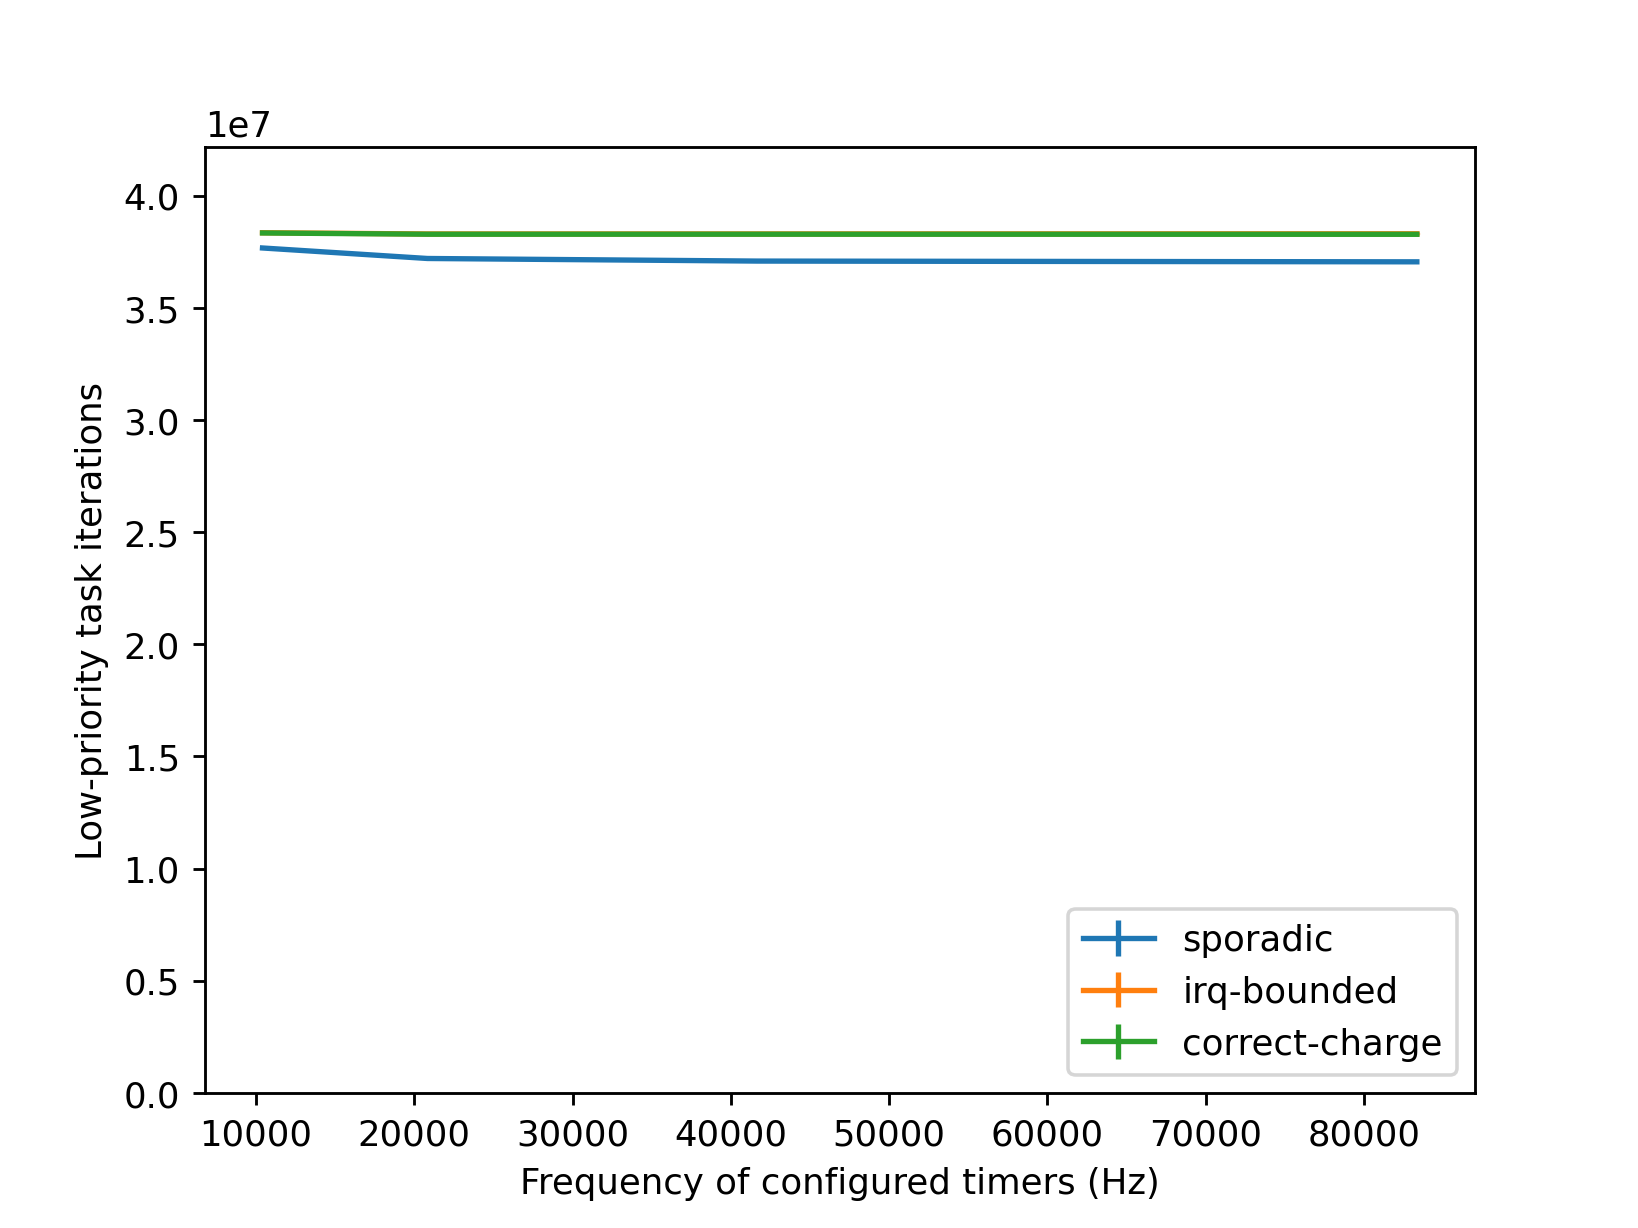 1e7
4.0
3.5
3.0
2.5
2.0
1.5
1.0
0.5
0.0
Low-priority task iterations
sporadic
irq-bounded
correct-charge
10000 20000 30000 40000 50000 60000 70000 80000
Frequency of configured timers (Hz)